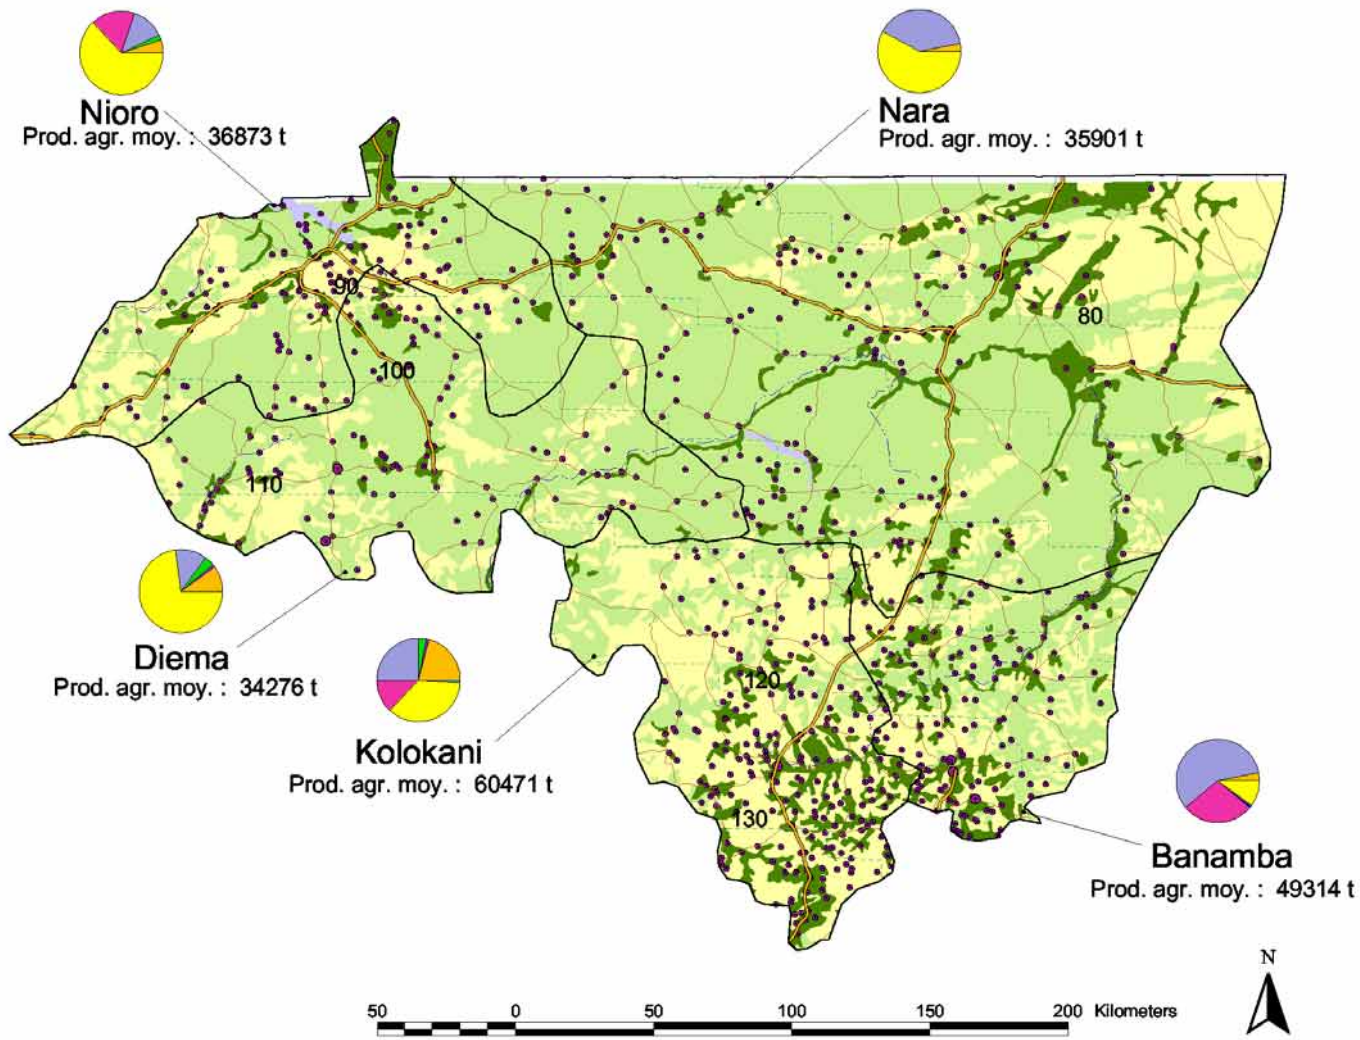 Nioro
Prod. agr. moy. : 36873 t
Nara
Prod. agr. moy. : 35901 t
90
80
100
110
Diema
Prod. agr. moy. : 34276 t
120
Kolokani
Prod. agr. moy. : 60471 t
130
Banamba
Prod. agr. moy. : 49314 t
N
50 0 50 100 150 200 Kilometers